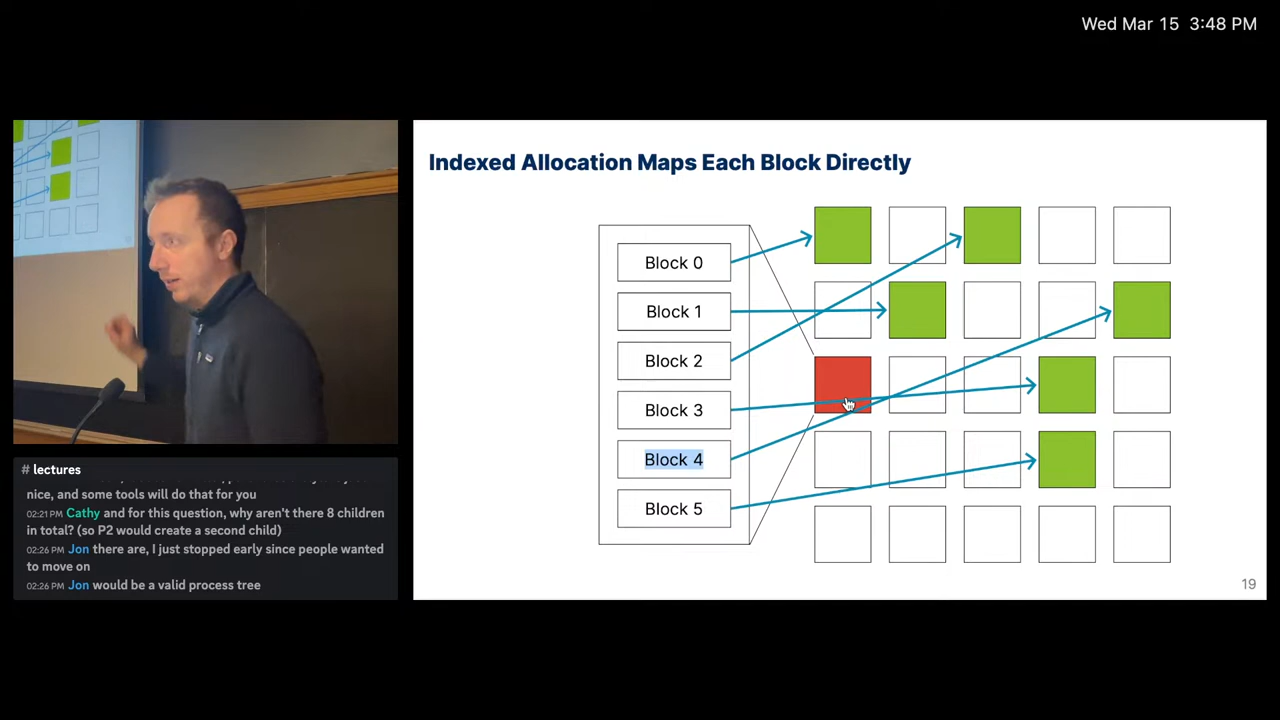 Wed Mar 15 3:48 PM
Indexed Allocation Maps Each Block Directly
Block 0
Block 1
Block 2
Block 3
Block 4
Block 5
19
# lectures
nice, and some tools will do that for you
02:21 PM Cathy and for this question, why aren't there 8 children
in total? (so P2 would create a second child)
02:26 PM Jon there are, I just stopped early since people wanted
to move on
02:26 PM Jon would be a valid process tree